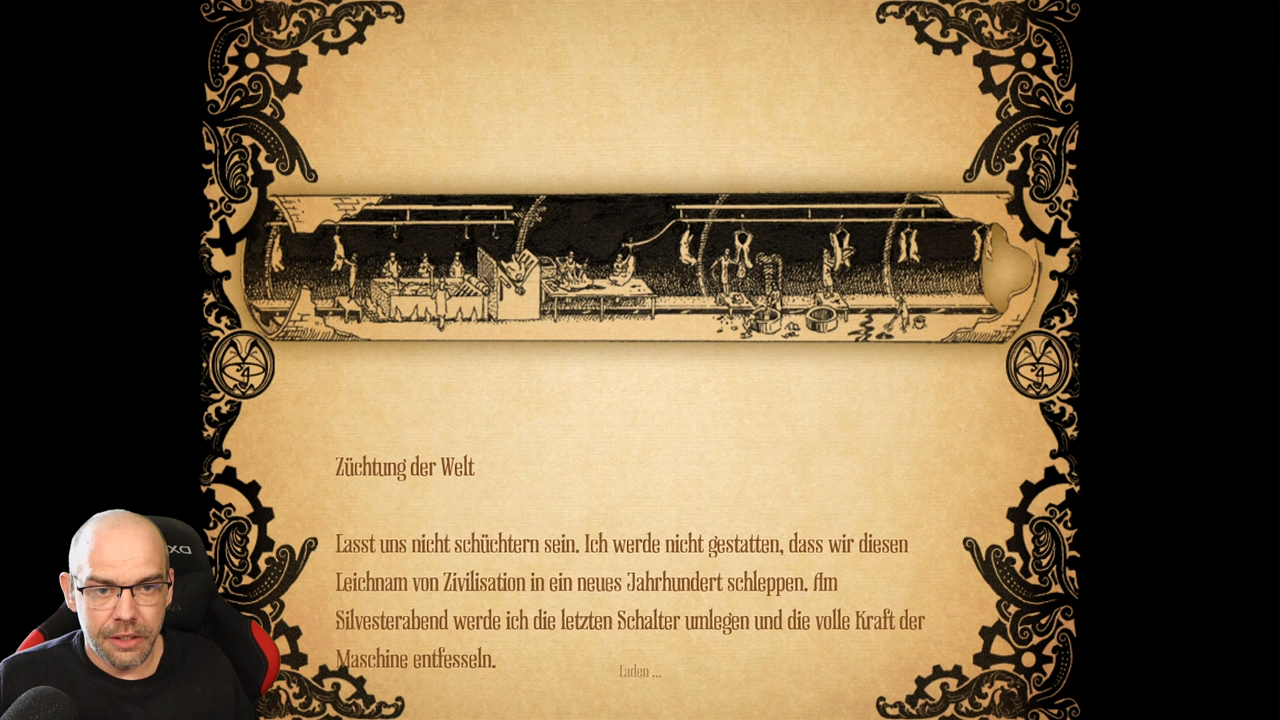 Züchtung der Welt
Lasst uns nicht schüchtern sein. Ich werde nicht gestatten, dass wir diesen
Leichnam von Zivilisation in ein neues Jahrhundert schleppen. Am
Silvesterabend werde ich die letzten Schalter umlegen und die volle Kraft der
Maschine entfesseln.
Laden ...